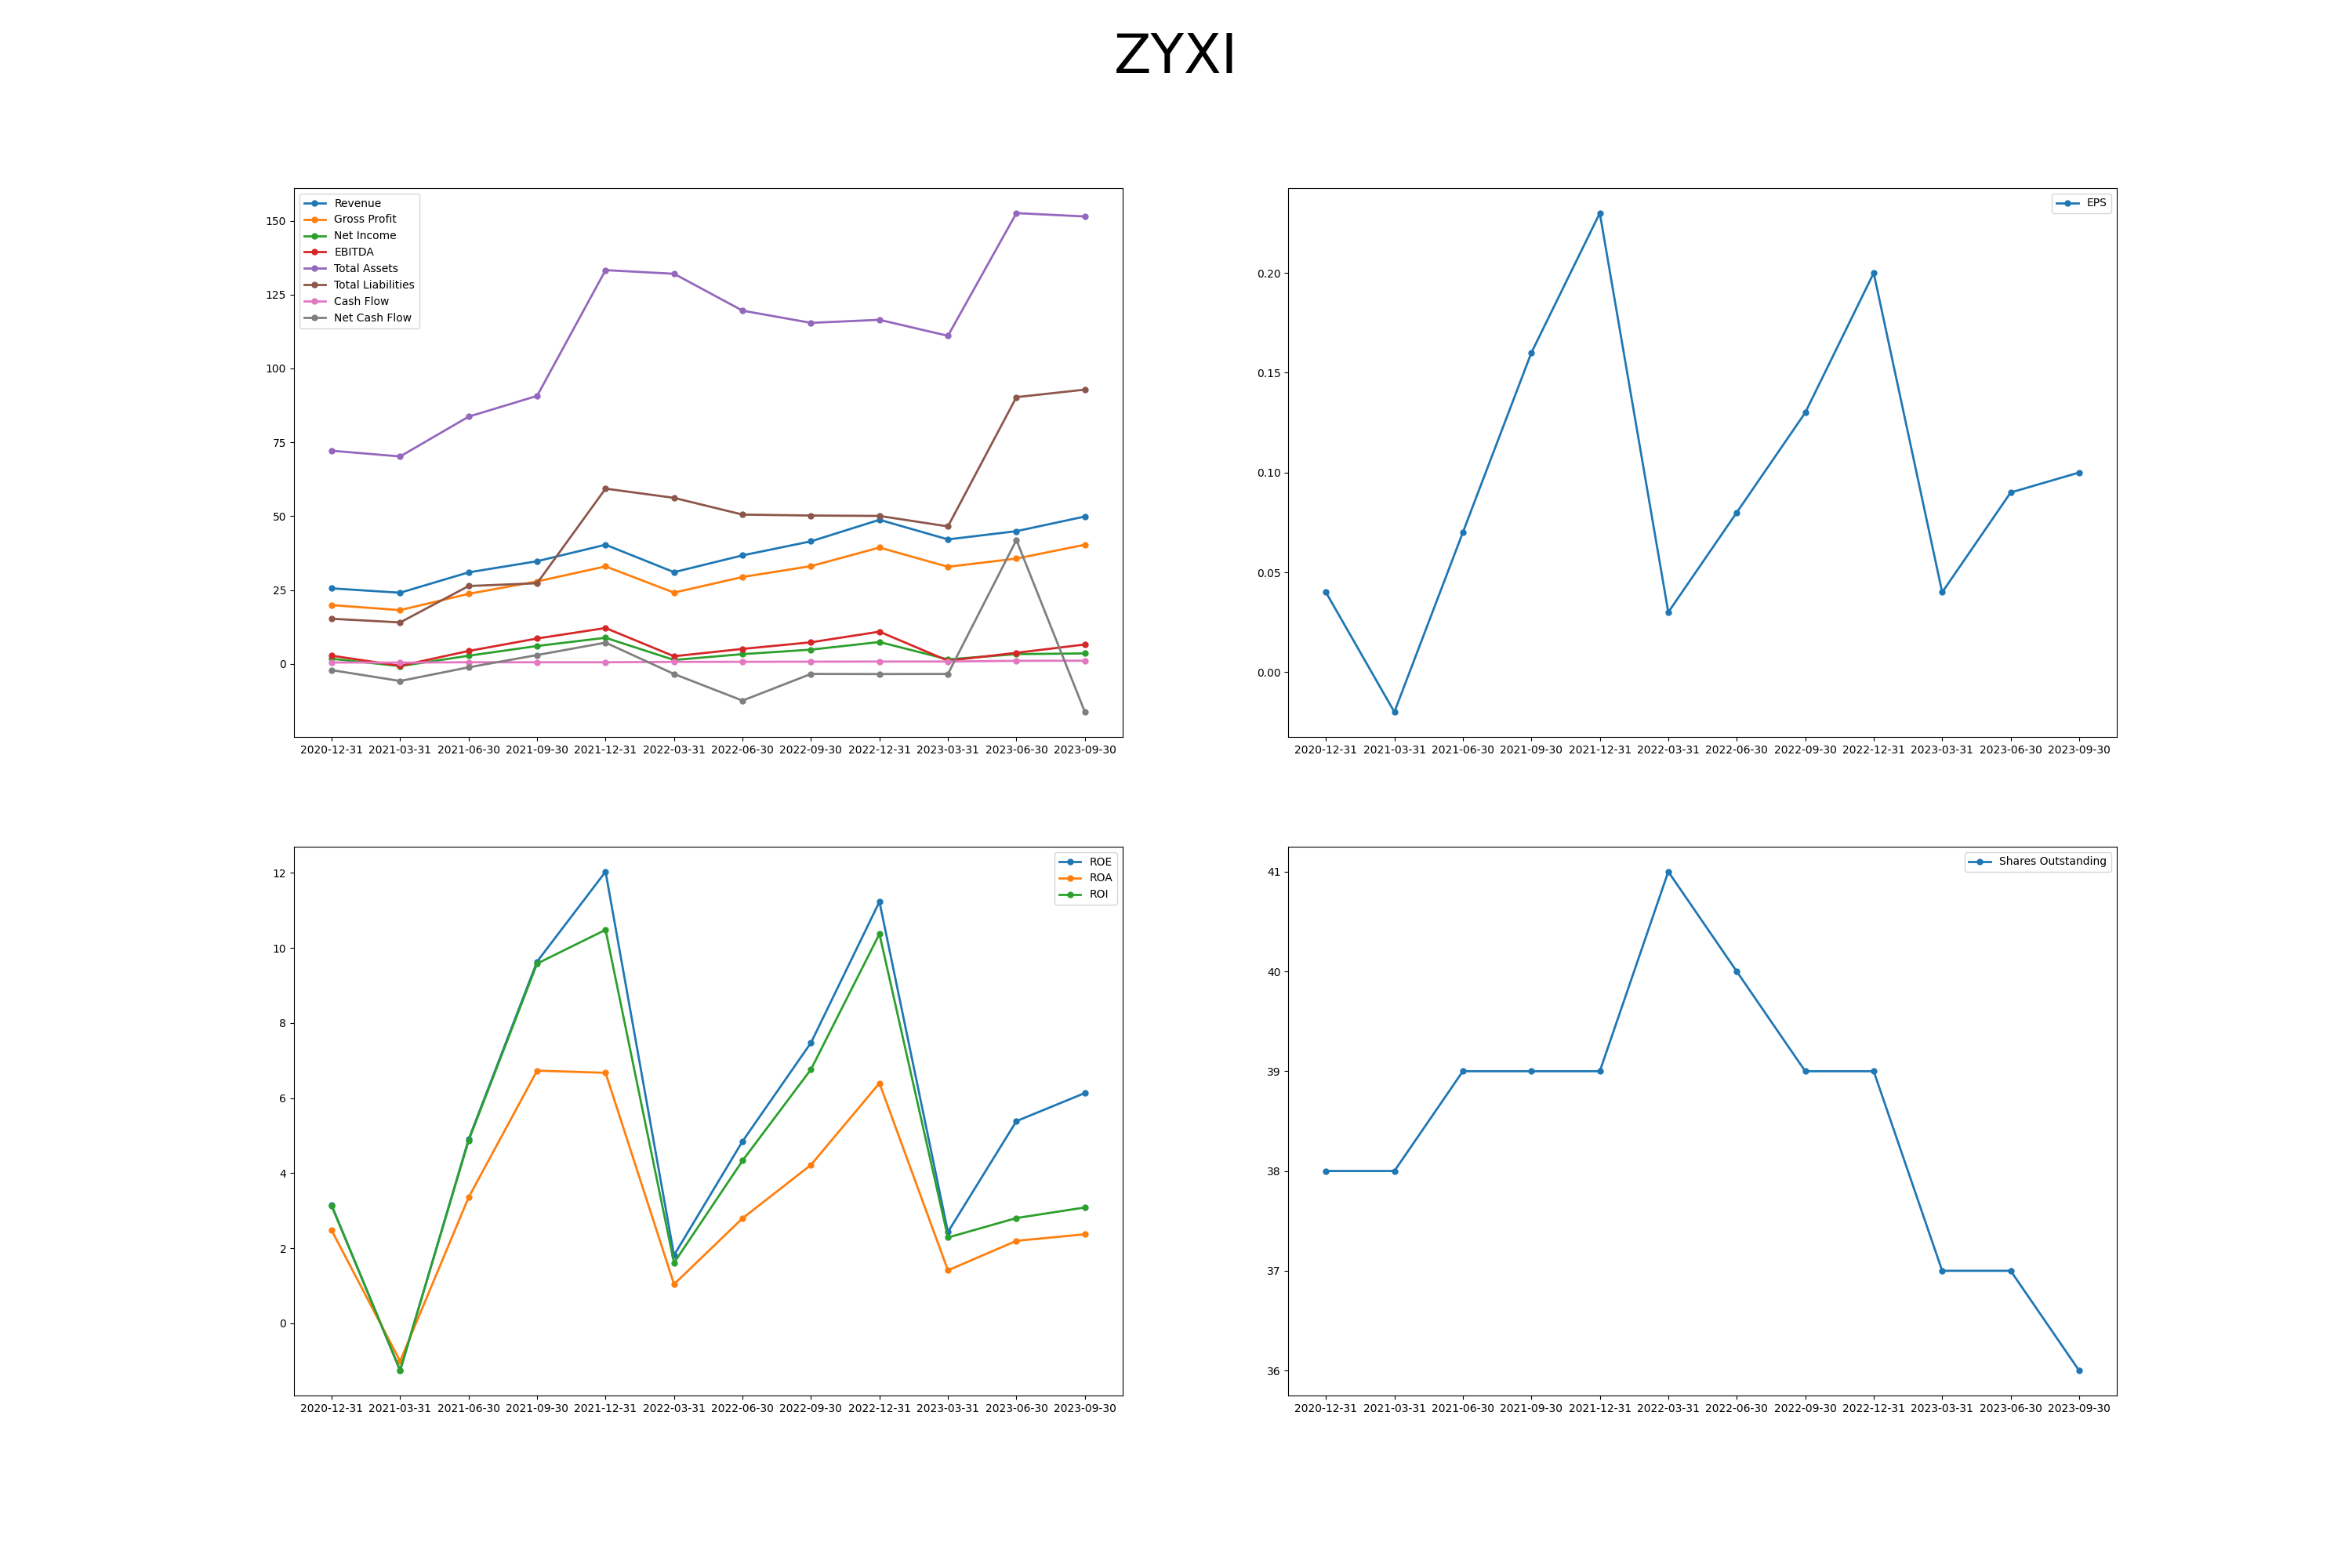 ZYXI
Revenue
Gross Profit
Net Income
EBITDA
Total Assets
Total Liabilities
Cash Flow
Net Cash Flow
150
125
100
75
50
25
0
2020-12-31 2021-03-31 2021-06-30 2021-09-30 2021-12-31 2022-03-31 2022-06-30 2022-09-30 2022-12-31 2023-03-31 2023-06-30 2023-09-30
EPS
0.20
0.15
0.10
0.05
0.00
2020-12-31 2021-03-31 2021-06-30 2021-09-30 2021-12-31 2022-03-31 2022-06-30 2022-09-30 2022-12-31 2023-03-31 2023-06-30 2023-09-30
ROE
ROA
ROI
12
10
8
6
4
2
0
2020-12-31 2021-03-31 2021-06-30 2021-09-30 2021-12-31 2022-03-31 2022-06-30 2022-09-30 2022-12-31 2023-03-31 2023-06-30 2023-09-30
Shares Outstanding
41
40
39
38
37
36
2020-12-31 2021-03-31 2021-06-30 2021-09-30 2021-12-31 2022-03-31 2022-06-30 2022-09-30 2022-12-31 2023-03-31 2023-06-30 2023-09-30